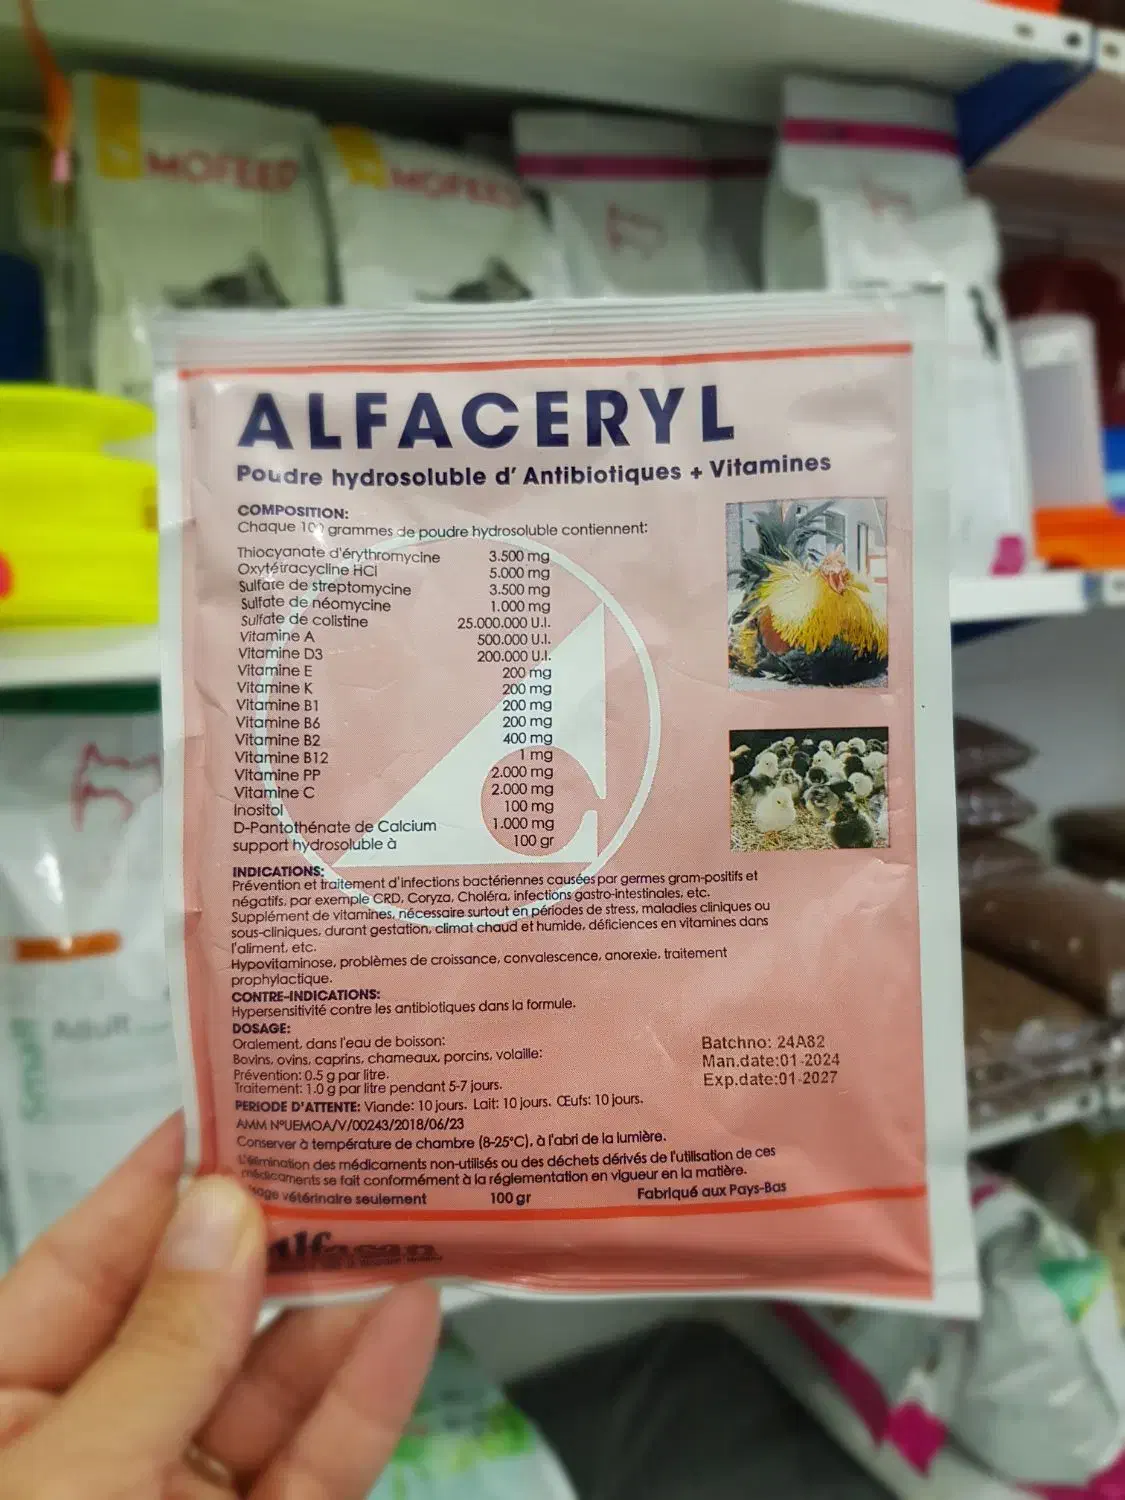 MOFEED
MOFEED
ALFACERYL
Poudre hydrosoluble d' Antibiotiques + Vitamines
COMPOSITION:
Chaque 100 grammes de poudre hydrosoluble contiennent:
Thiocyanate d'érythromycine 3.500 mg
Oxytétracycline HCl 5.000 mg
Sulfate de streptomycine 3.500 mg
Sulfate de néomycine 1.000 mg
Sulfate de colistine 25.000.000 U.I.
Vitamine A 500.000 U.I.
Vitamine D3 200.000 U.I.
Vitamine E 200 mg
Vitamine K 200 mg
Vitamine B1 200 mg
Vitamine B6 200 mg
Vitamine B2 400 mg
Vitamine B12 1 mg
Vitamine PP 2.000 mg
Vitamine C 2.000 mg
Inositol 100 mg
D-Pantothénate de Calcium 1.000 mg
support hydrosoluble à 100 gr
INDICATIONS:
Prévention et traitement d'infections bactériennes causées par germes gram-positifs et
négatifs, par exemple CRD, Coryza, Choléra, infections gastro-intestinales, etc.
Supplément de vitamines, nécessaire surtout en périodes de stress, maladies cliniques ou
sous-cliniques, durant gestation, climat chaud et humide, déficiences en vitamines dans
l'aliment, etc.
Hypovitaminose, problèmes de croissance, convalescence, anorexie, traitement
prophylactique.
CONTRE-INDICATIONS:
Hypersensitivité contre les antibiotiques dans la formule.
DOSAGE:
Oralement, dans l'eau de boisson:
Bovins, ovins, caprins, chameaux, porcins, volaille:
Prévention: 0.5 g par litre.
Traitement: 1.0 g par litre pendant 5-7 jours.
Batchno: 24A82
Man.date:01-2024
Exp.date:01-2027
PERIODE D'ATTENTE: Viande: 10 jours. Lait: 10 jours. Œufs: 10 jours.
AMM N°UEMOA/V/00243/2018/06/23
Conserver à température de chambre (8-25°C), à l'abri de la lumière.
L'élimination des médicaments non-utilisés ou des déchets dérivés de l'utilisation de ces
médicaments se fait conformément à la réglementation en vigueur en la matière.
Usage vétérinaire seulement 100 gr Fabriqué aux Pays-Bas
Alfasan
Adult